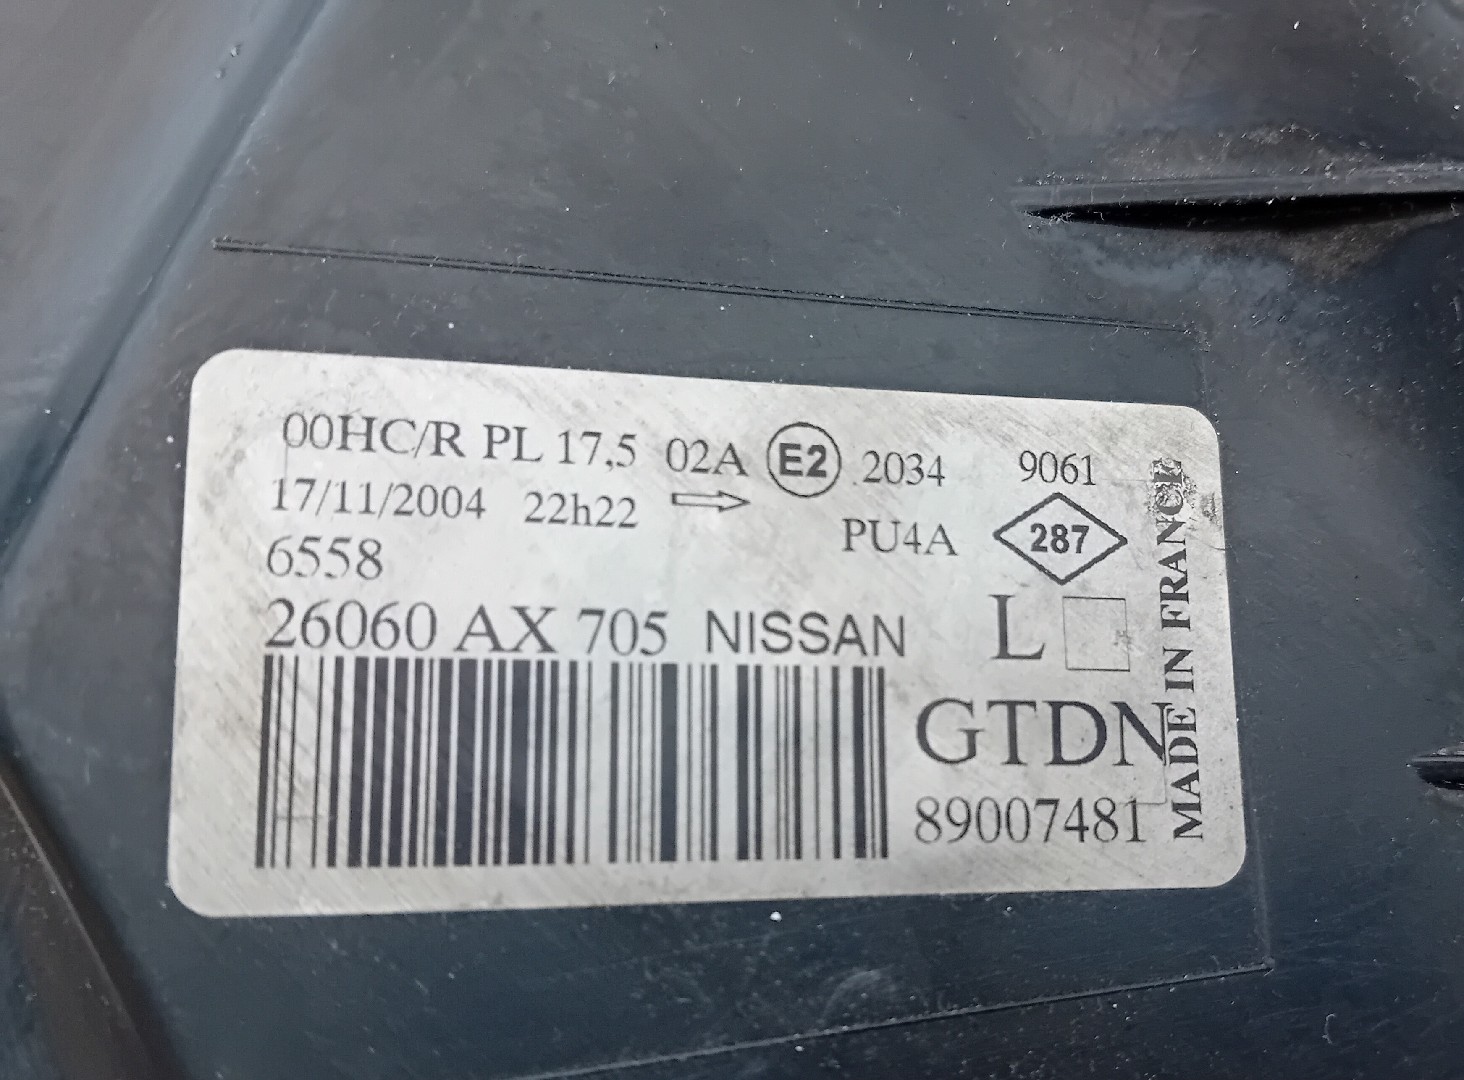 00HC/R PL 17,5 02A E2 2034 9061
17/11/2004 22h22 PU4A 287
6558
26060 AX 705 NISSAN L
GTDN
89007481
MADE IN FRANCE